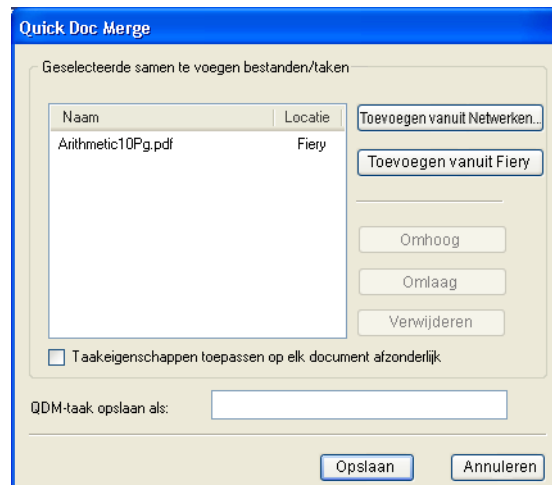 Quick Doc Merge
Geselecteerde samen te voegen bestanden/taken
Naam Locatie
Arithmetic10Pg.pdf Fiery
Toevoegen vanuit Netwerken...
Toevoegen vanuit Fiery
Omhoog
Omlaag
Verwijderen
Taakeigenschappen toepassen op elk document afzonderlijk
QDM-taak opslaan als:
Opslaan Annuleren